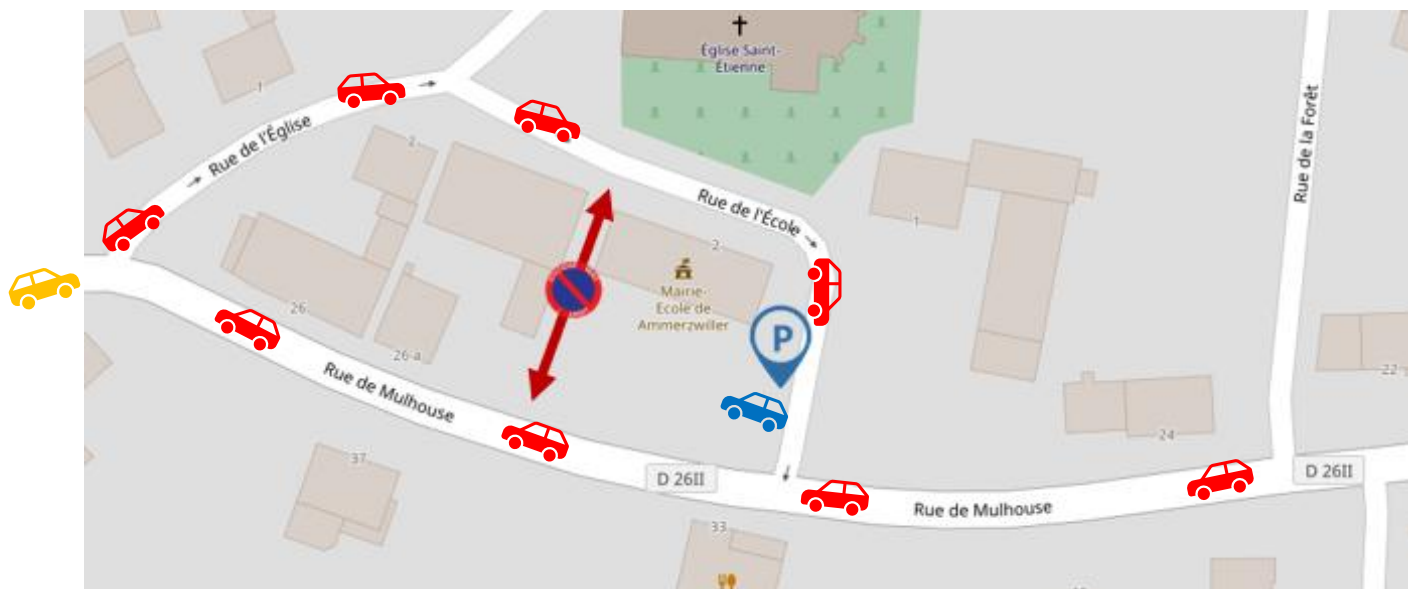 Église Saint-
Étienne
1
Rue de l'Église
2
Rue de la Forêt
Rue de l'École
1
2
Mairie-
École de
Ammerzwiller
26
P
26 a
22
Rue de Mulhouse
24
37
D 26II
D 26II
Rue de Mulhouse
33